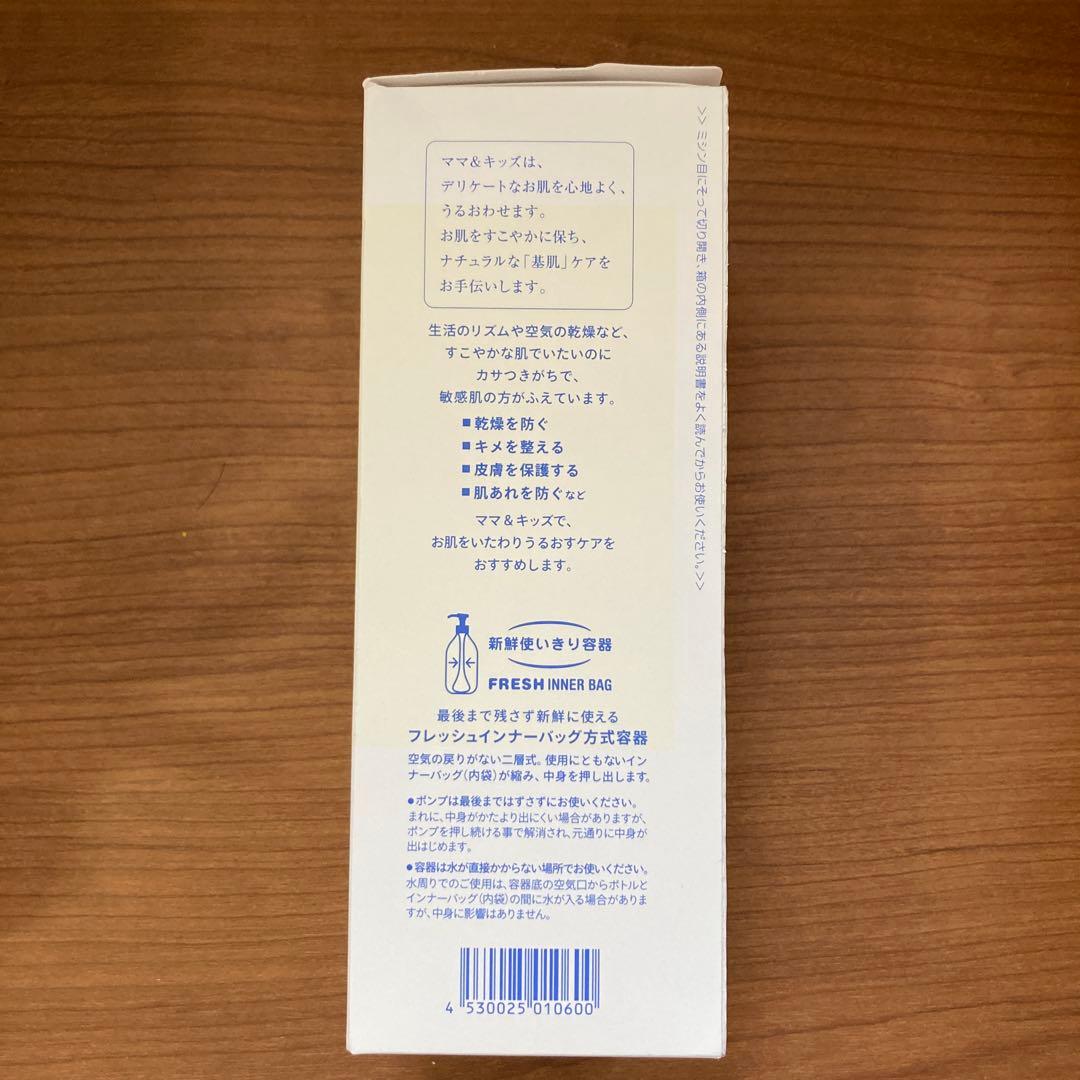 ママ&キッズは、
デリケートなお肌を心地よく、
うるおわせます。
お肌をすこやかに保ち、
ナチュラルな「基肌」ケアを
お手伝いします。
生活のリズムや空気の乾燥など、
すこやかな肌でいたいのに
カサつきがちで、
敏感肌の方がふえています。
■乾燥を防ぐ
■キメを整える
■皮膚を保護する
■肌あれを防ぐなど
ママ&キッズで、
お肌をいたわりうるおすケアを
おすすめします。
新鮮使いきり容器
FRESH INNER BAG
最後まで残さず新鮮に使える
フレッシュインナーバッグ方式容器
空気の戻りがない二層式。使用にともないイン
ナーバッグ(内袋)が縮み、中身を押し出します。
●ポンプは最後まではずさずにお使いください。
まれに、中身がかたより出にくい場合がありますが、
ポンプを押し続ける事で解消され、元通りに中身が
出はじめます。
●容器は水が直接かからない場所でお使いください。
水周りでのご使用は、容器底の空気口からボトルと
インナーバッグ(内袋)の間に水が入る場合がありま
すが、中身に影響はありません。
4 530025 010600
>> ミシン目にそって切り開き、箱の内側にある説明書をよく読んでからお使いください。>>